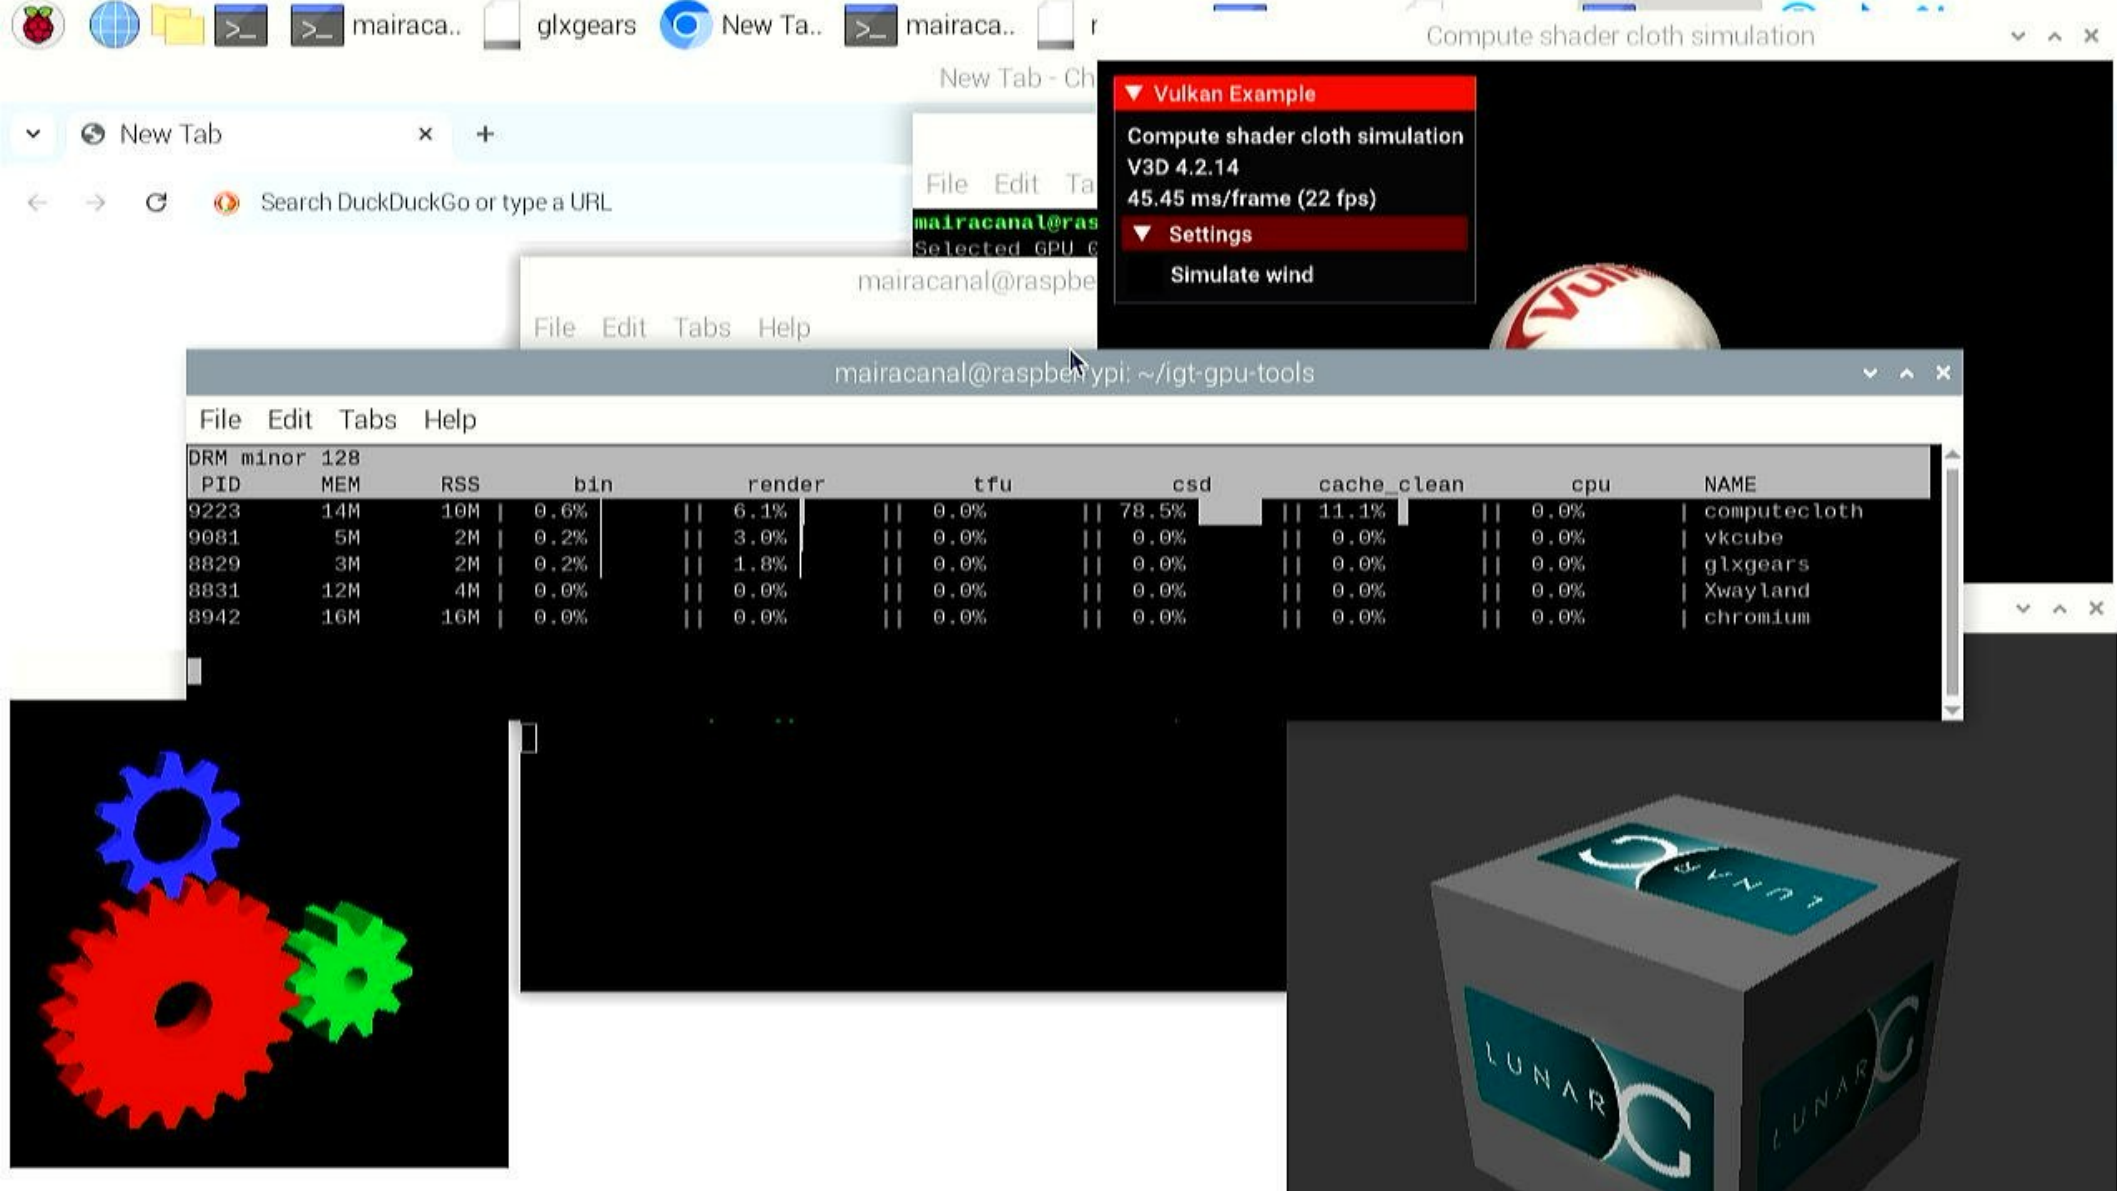 mairaca.. glxgears New Ta.. mairaca.. r
Compute shader cloth simulation
New Tab - Ch
New Tab
Search DuckDuckGo or type a URL
Vulkan Example
Compute shader cloth simulation
V3D 4.2.14
45.45 ms/frame (22 fps)
Settings
Simulate wind
File Edit Ta
mairacanal@ras
Selected GPU 0
mairacanal@raspbe
File Edit Tabs Help
Vulk
mairacanal@raspberrypi: ~/igt-gpu-tools
File Edit Tabs Help
DRM minor 128
PID MEM RSS bin render tfu csd cache_clean cpu NAME
9223 14M 10M | 0.6% || 6.1% || 0.0% || 78.5% || 11.1% || 0.0% | computecloth
9081 5M 2M | 0.2% || 3.0% || 0.0% || 0.0% || 0.0% || 0.0% | vkcube
8829 3M 2M | 0.2% || 1.8% || 0.0% || 0.0% || 0.0% || 0.0% | glxgears
8831 12M 4M | 0.0% || 0.0% || 0.0% || 0.0% || 0.0% || 0.0% | Xwayland
8942 16M 16M | 0.0% || 0.0% || 0.0% || 0.0% || 0.0% || 0.0% | chromium
LUNARG
LUNARG
LUNARG